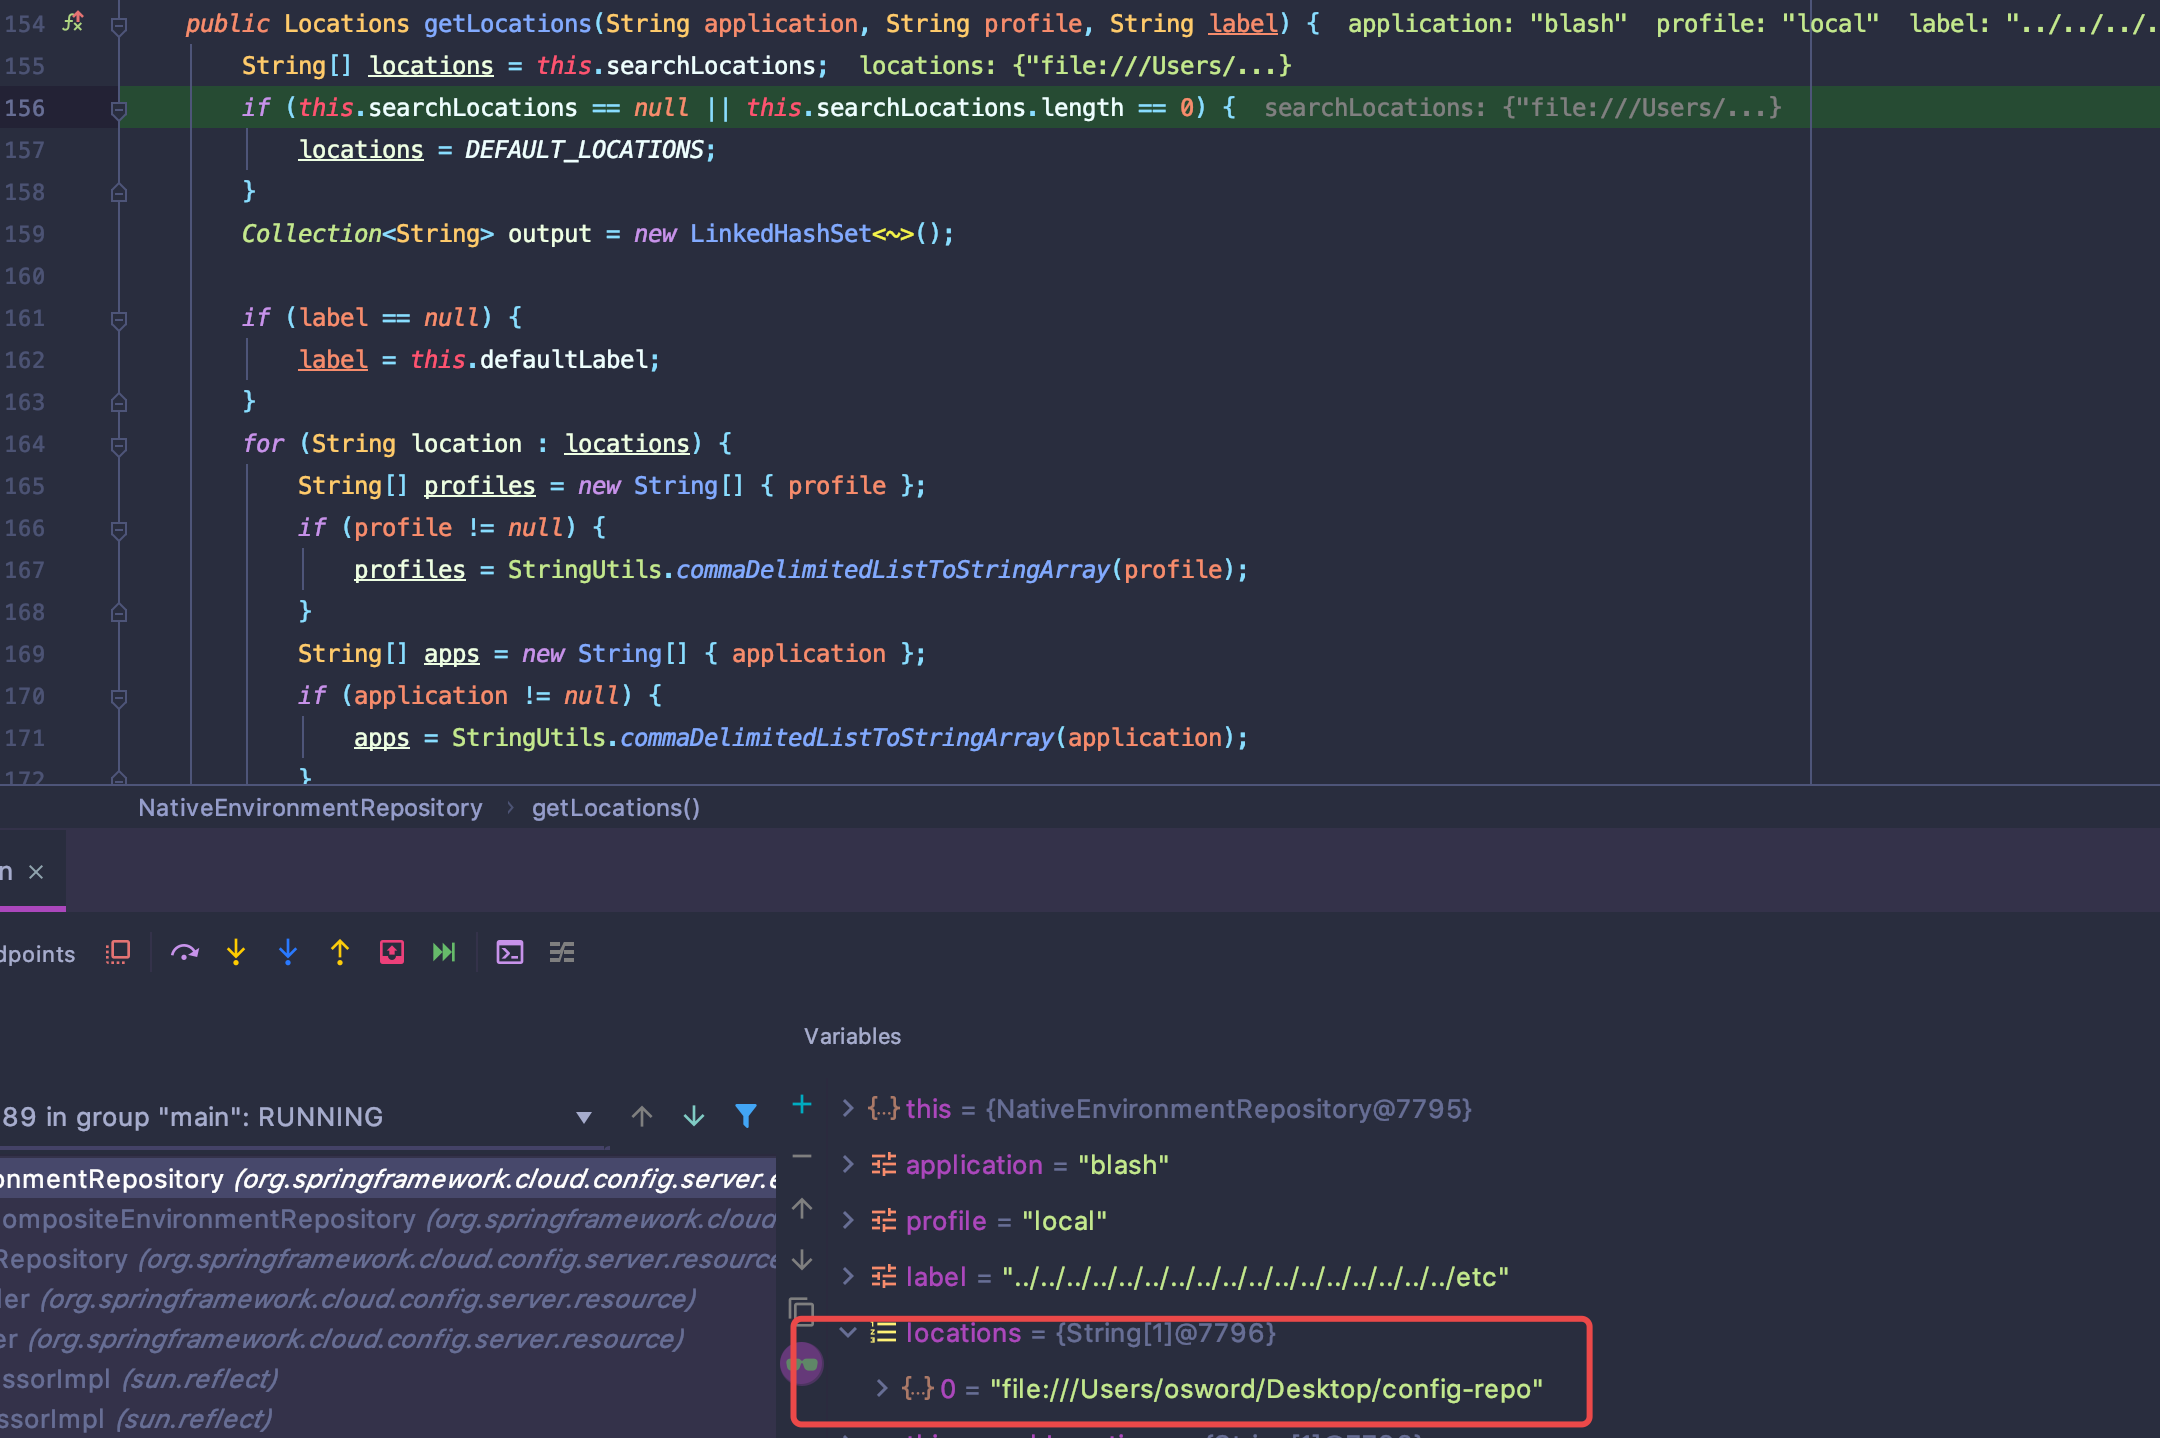 154 public Locations getLocations(String application, String profile, String label) { application: "blash" profile: "local" label: "../../../.
155 String[] locations = this.searchLocations; locations: {"file:///Users/...}
156 if (this.searchLocations == null || this.searchLocations.length == 0) { searchLocations: {"file:///Users/...}
157 locations = DEFAULT_LOCATIONS;
158 }
159 Collection<String> output = new LinkedHashSet<~>();
160
161 if (label == null) {
162 label = this.defaultLabel;
163 }
164 for (String location : locations) {
165 String[] profiles = new String[] { profile };
166 if (profile != null) {
167 profiles = StringUtils.commaDelimitedListToStringArray(profile);
168 }
169 String[] apps = new String[] { application };
170 if (application != null) {
171 apps = StringUtils.commaDelimitedListToStringArray(application);
172 }
NativeEnvironmentRepository › getLocations()
n ×
dpoints
Variables
89 in group "main": RUNNING
onmentRepository (org.springframework.cloud.config.server.e
ompositeEnvironmentRepository (org.springframework.cloud
Repository (org.springframework.cloud.config.server.resource
ler (org.springframework.cloud.config.server.resource)
er (org.springframework.cloud.config.server.resource)
ssorImpl (sun.reflect)
ssorImpl (sun.reflect)
this = {NativeEnvironmentRepository@7795}
application = "blash"
profile = "local"
label = "../../../../../../../../../../../../../../../../../etc"
locations = {String[1]@7796}
0 = "file:///Users/osword/Desktop/config-repo"